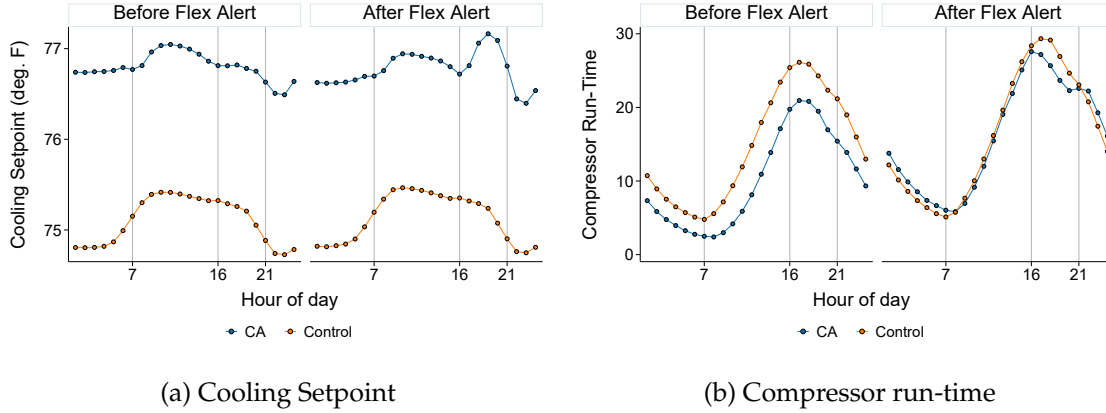 Before Flex Alert
After Flex Alert
Cooling Setpoint (deg. F)
77
76
75
7
16
21
7
16
21
Hour of day
CA
Control
(a) Cooling Setpoint
Before Flex Alert
After Flex Alert
Compressor Run-Time
30
20
10
0
7
16
21
7
16
21
Hour of day
CA
Control
(b) Compressor run-time